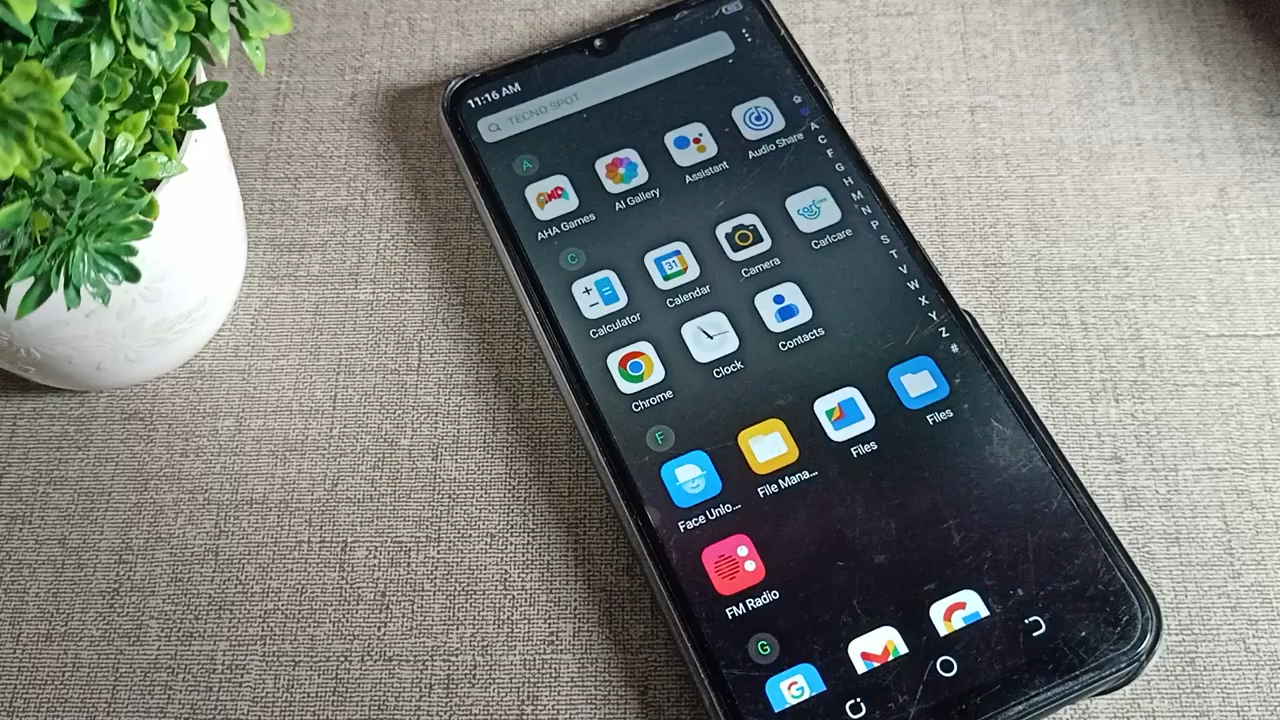 11:16 AM
TECNO SPOT
A
AHA Games
AI Gallery
Assistant
Audio Share
C
Calculator
31
Calendar
Camera
Carlcare
Chrome
Clock
Contacts
F
Face Unlo...
File Mana...
Files
Files
FM Radio
G
A
C
F
G
H
M
N
P
S
T
V
W
X
Y
Z
#